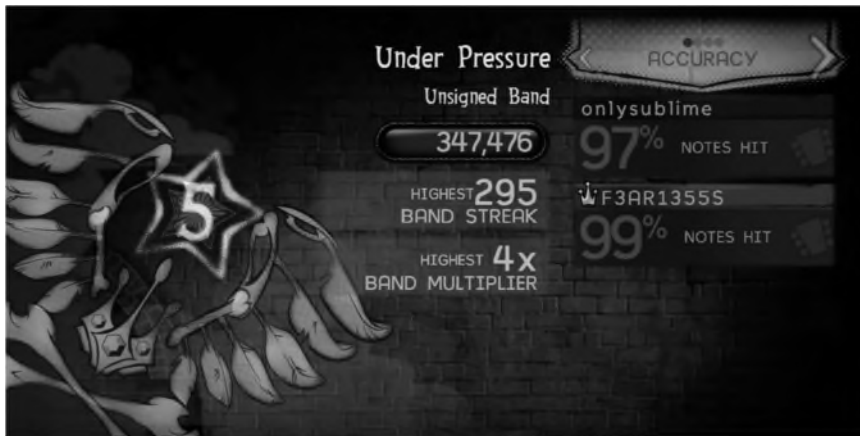 Under Pressure
Unsigned Band
347,476
HIGHEST 295
BAND STREAK
HIGHEST 4x
BAND MULTIPLIER
5
ACCURACY
onlysublime
97% NOTES HIT
F3AR1355S
99% NOTES HIT